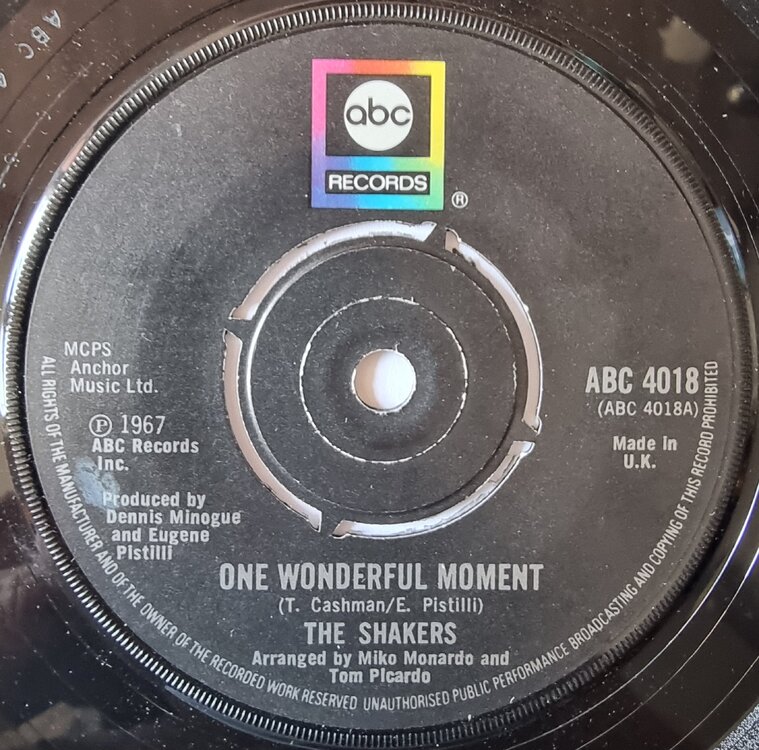 abc
RECORDS
®
MCPS
Anchor
Music Ltd.
ABC 4018
(ABC 4018A)
℗ 1967
ABC Records
Inc.
Made in
U.K.
Produced by
Dennis Minogue
and Eugene
Pistilli
ONE WONDERFUL MOMENT
(T. Cashman/E. Pistilli)
THE SHAKERS
Arranged by Miko Monardo and
Tom Picardo
ALL RIGHTS OF THE MANUFACTURER AND OF THE OWNER OF THE RECORDED WORK RESERVED UNAUTHORISED PUBLIC PERFORMANCE BROADCASTING AND COPYING OF THIS RECORD PROHIBITED
ABC 4